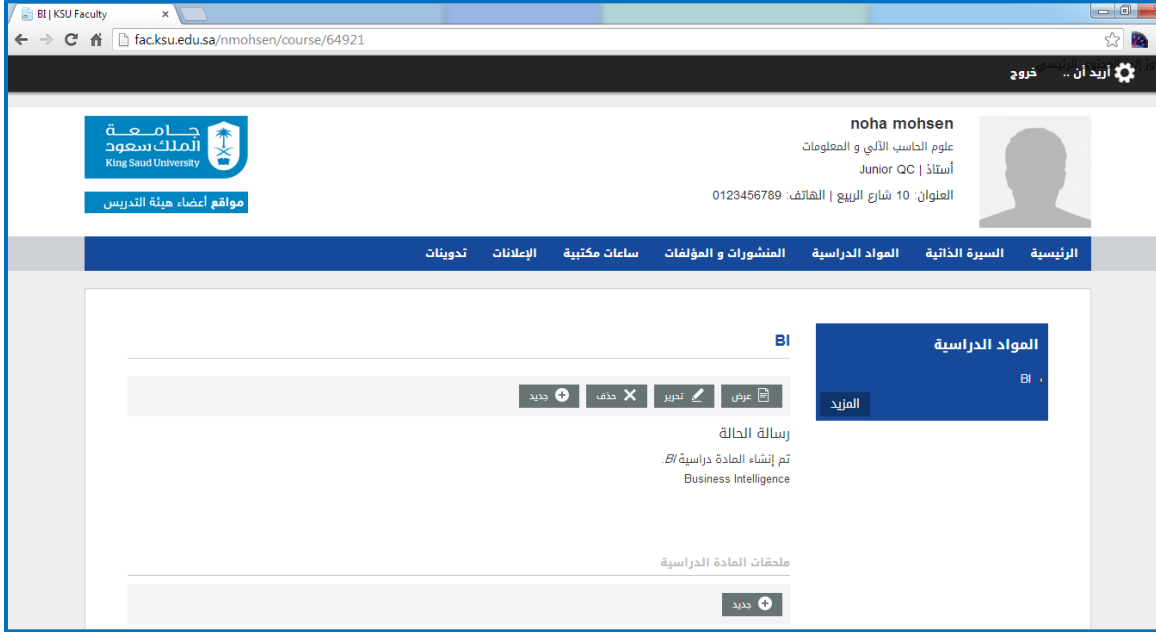 BI | KSU Faculty
fac.ksu.edu.sa/nmohsen/course/64921
أريد أن .. خروج
noha mohsen
علوم الحاسب الآلي و المعلومات
أستاذ | Junior QC
العنوان: 10 شارع الربيع | الهاتف: 0123456789
جامعة
الملك سعود
King Saud University
مواقع أعضاء هيئة التدريس
الرئيسية السيرة الذاتية المواد الدراسية المنشورات و المؤلفات ساعات مكتبية الإعلانات تدوينات
المواد الدراسية
BI
المزيد
BI
عرض تحرير حذف جديد
رسالة الحالة
تم إنشاء المادة دراسية BI.
Business Intelligence
ملحقات المادة الدراسية
جديد